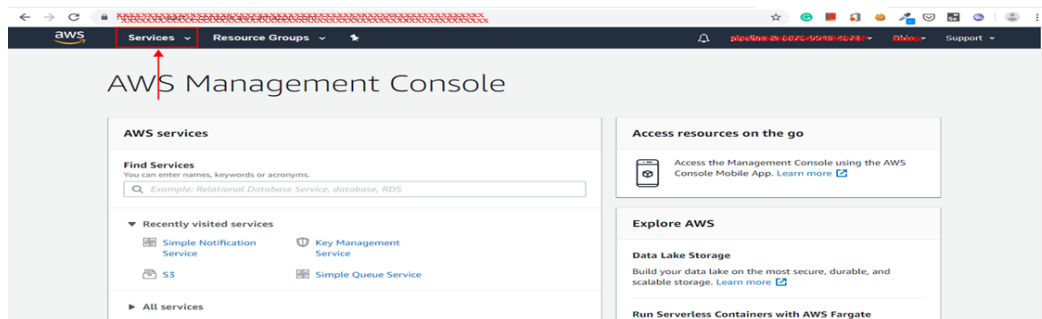 aws
Services
Resource Groups
Support
AWS Management Console
AWS services
Find Services
You can enter names, keywords or acronyms.
Example: Relational Database Service, database, RDS
Recently visited services
Simple Notification
Service
Key Management
Service
S3
Simple Queue Service
All services
Access resources on the go
Access the Management Console using the AWS
Console Mobile App. Learn more
Explore AWS
Data Lake Storage
Build your data lake on the most secure, durable, and
scalable storage. Learn more
Run Serverless Containers with AWS Fargate